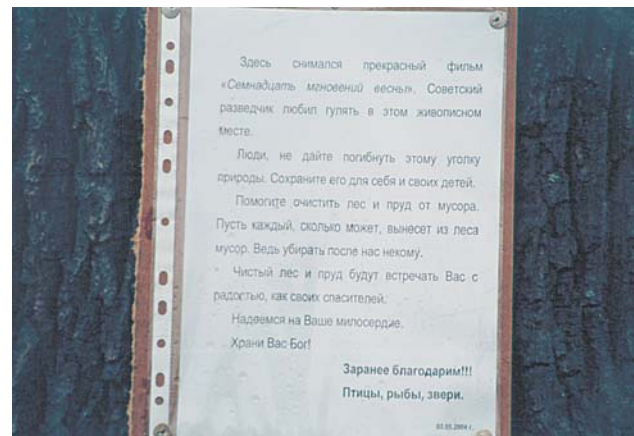 Здесь снимался прекрасный фильм
«Семнадцать мгновений весны». Советский
разведчик любил гулять в этом живописном
месте.
Люди, не дайте погибнуть этому уголку
природы. Сохраните его для себя и своих детей.
Помогите очистить лес и пруд от мусора.
Пусть каждый, сколько может, вынесет из леса
мусор. Ведь убирать после нас некому.
Чистый лес и пруд будут встречать Вас с
радостью, как своих спасителей.
Надеемся на Ваше милосердие.
Храни Вас Бог!
Заранее благодарим!!!
Птицы, рыбы, звери.
03.05.2004 г.